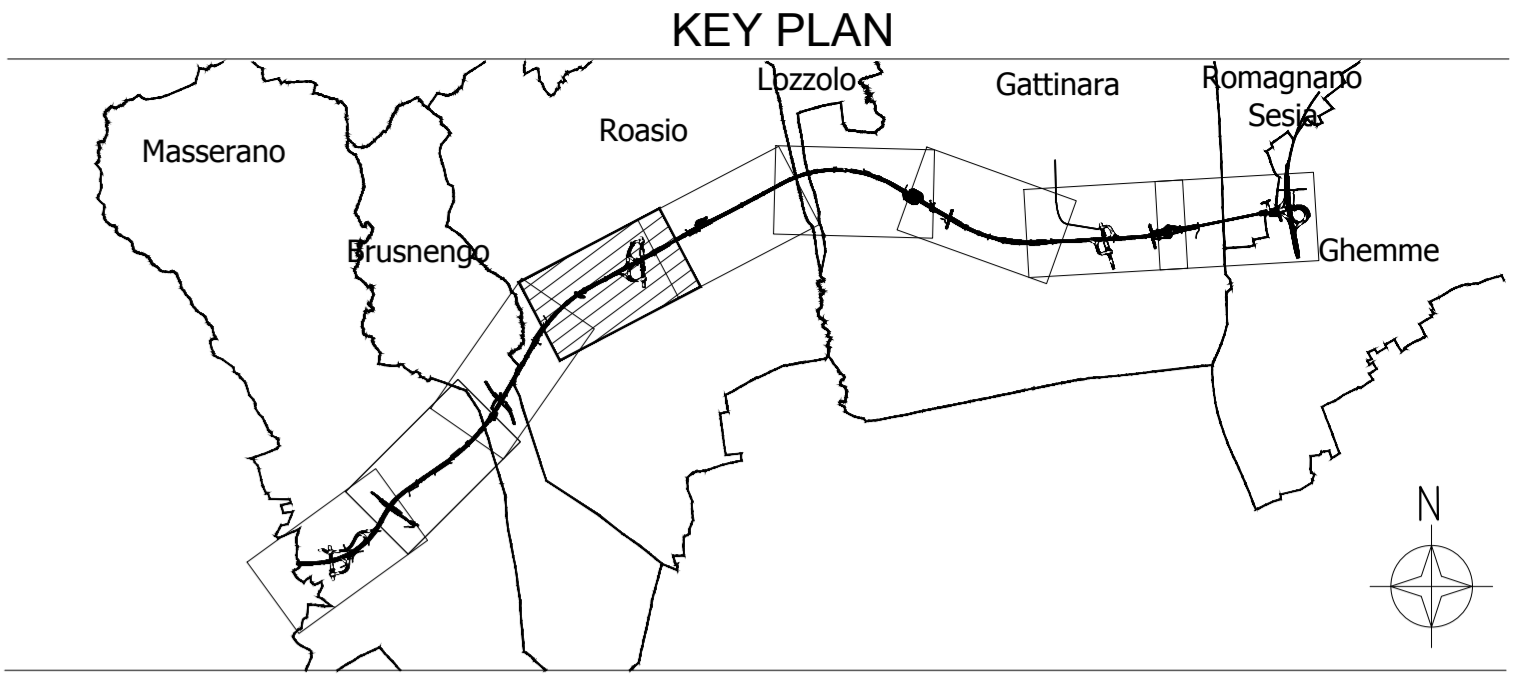 KEY PLAN
Lozzolo
Gattinara
Romagnano
Sesia
Masserano
Roasio
Brusnengo
Ghemme
N